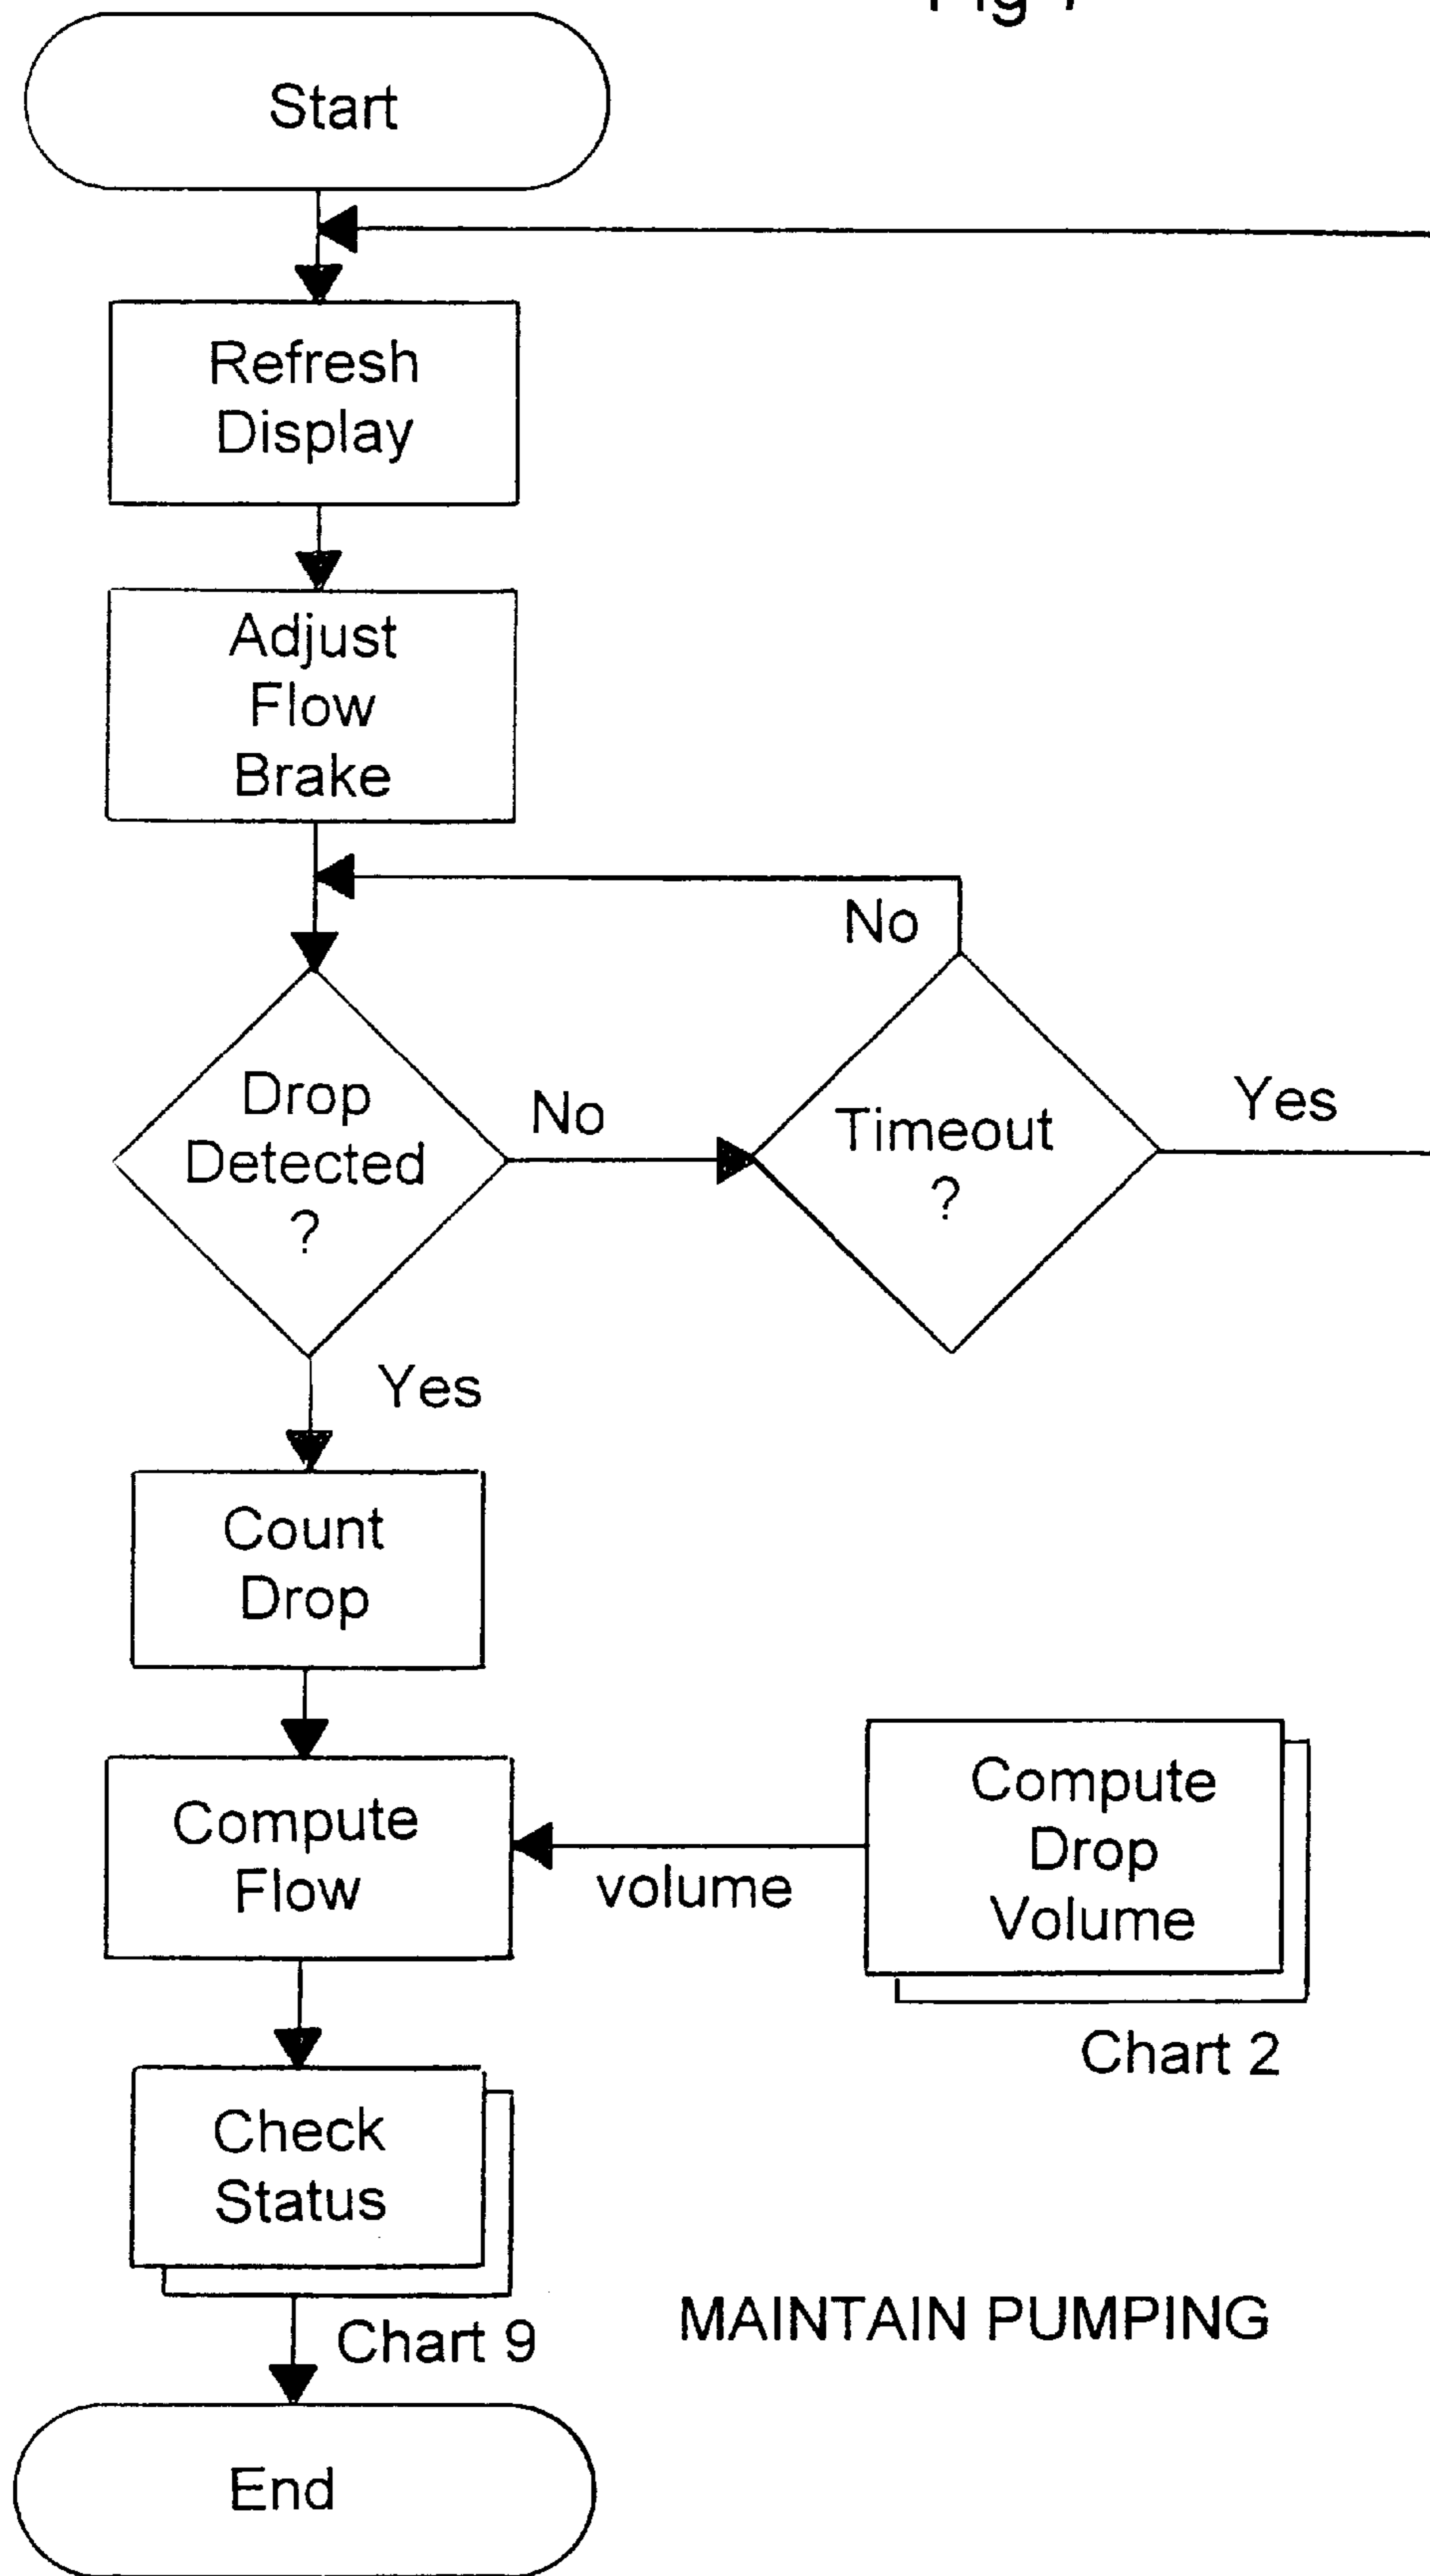 Start
Refresh
Display
Adjust
Flow
Brake
No
Drop
Detected
?
No
Timeout
?
Yes
Yes
Count
Drop
Compute
Flow
volume
Compute
Drop
Volume
Chart 2
Check
Status
Chart 9
MAINTAIN PUMPING
End